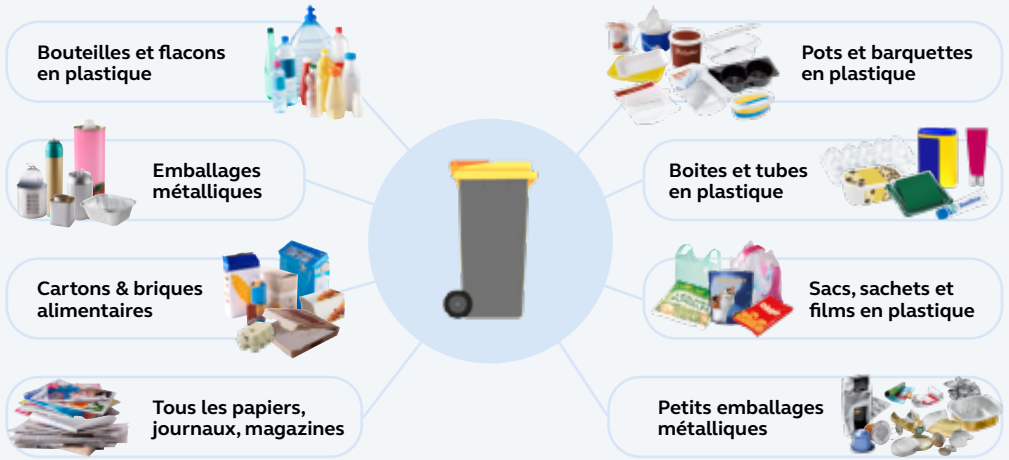 Bouteilles et flacons
en plastique
Emballages
métalliques
Cartons & briques
alimentaires
Tous les papiers,
journaux, magazines
Pots et barquettes
en plastique
Boites et tubes
en plastique
Sacs, sachets et
films en plastique
Petits emballages
métalliques